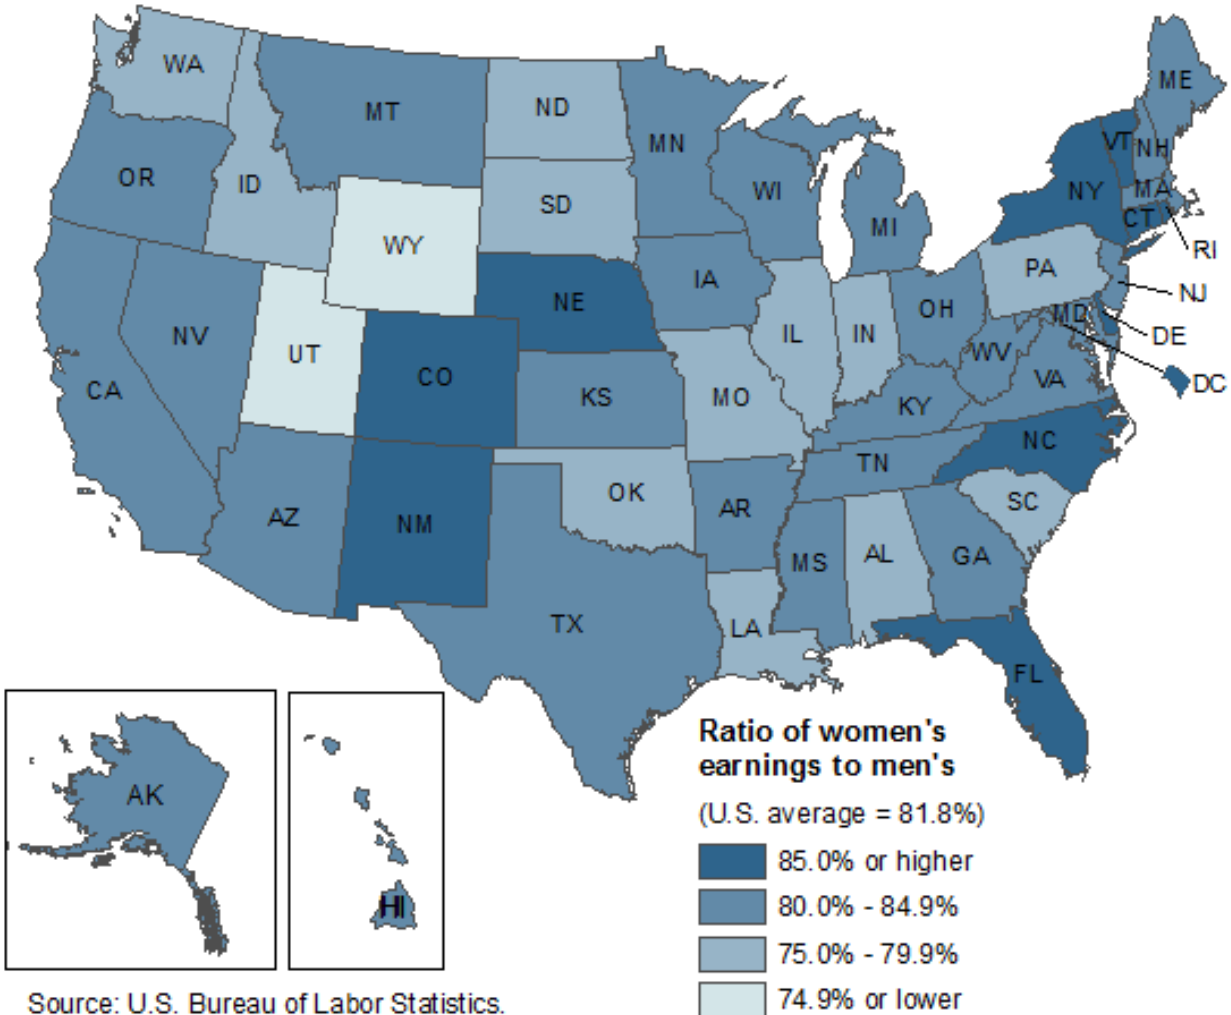 WA
MT
ND
MN
ME
VT
NH
OR
ID
SD
WI
MI
NY
MA
CT
RI
WY
IA
PA
NJ
NE
NV
UT
IL
IN
OH
MD
DE
WV
DC
CA
CO
KS
MO
KY
VA
NC
TN
AZ
NM
OK
AR
SC
MS
AL
GA
TX
LA
FL
AK
HI
Ratio of women's
earnings to men's
(U.S. average = 81.8%)
85.0% or higher
80.0% - 84.9%
75.0% - 79.9%
74.9% or lower
Source: U.S. Bureau of Labor Statistics.